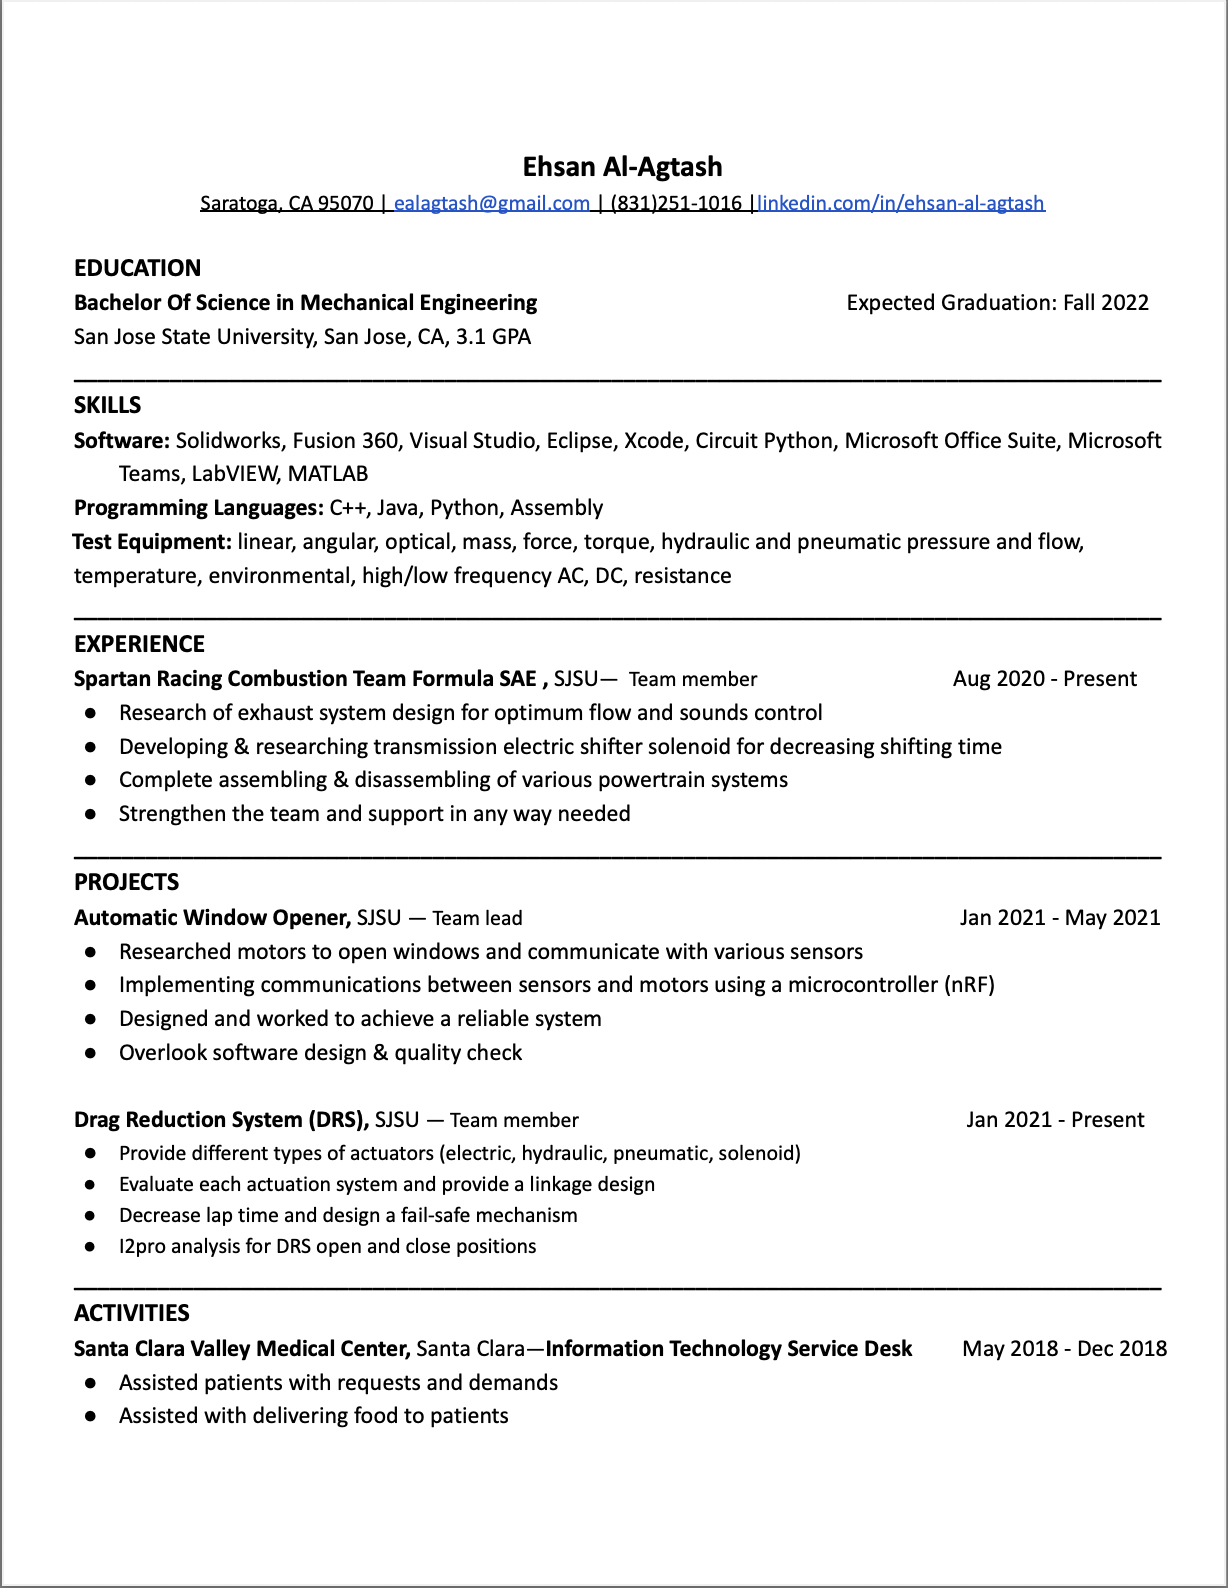 Ehsan Al-Agtash
Saratoga, CA 95070 | ealagtash@gmail.com | (831)251-1016 |linkedin.com/in/ehsan-al-agtash
EDUCATION
Bachelor Of Science in Mechanical Engineering Expected Graduation: Fall 2022
San Jose State University, San Jose, CA, 3.1 GPA
SKILLS
Software: Solidworks, Fusion 360, Visual Studio, Eclipse, Xcode, Circuit Python, Microsoft Office Suite, Microsoft
Teams, LabVIEW, MATLAB
Programming Languages: C++, Java, Python, Assembly
Test Equipment: linear, angular, optical, mass, force, torque, hydraulic and pneumatic pressure and flow,
temperature, environmental, high/low frequency AC, DC, resistance
EXPERIENCE
Spartan Racing Combustion Team Formula SAE , SJSU— Team member Aug 2020 - Present
● Research of exhaust system design for optimum flow and sounds control
● Developing & researching transmission electric shifter solenoid for decreasing shifting time
● Complete assembling & disassembling of various powertrain systems
● Strengthen the team and support in any way needed
PROJECTS
Automatic Window Opener, SJSU — Team lead Jan 2021 - May 2021
● Researched motors to open windows and communicate with various sensors
● Implementing communications between sensors and motors using a microcontroller (nRF)
● Designed and worked to achieve a reliable system
● Overlook software design & quality check
Drag Reduction System (DRS), SJSU — Team member Jan 2021 - Present
● Provide different types of actuators (electric, hydraulic, pneumatic, solenoid)
● Evaluate each actuation system and provide a linkage design
● Decrease lap time and design a fail-safe mechanism
● I2pro analysis for DRS open and close positions
ACTIVITIES
Santa Clara Valley Medical Center, Santa Clara—Information Technology Service Desk May 2018 - Dec 2018
● Assisted patients with requests and demands
● Assisted with delivering food to patients